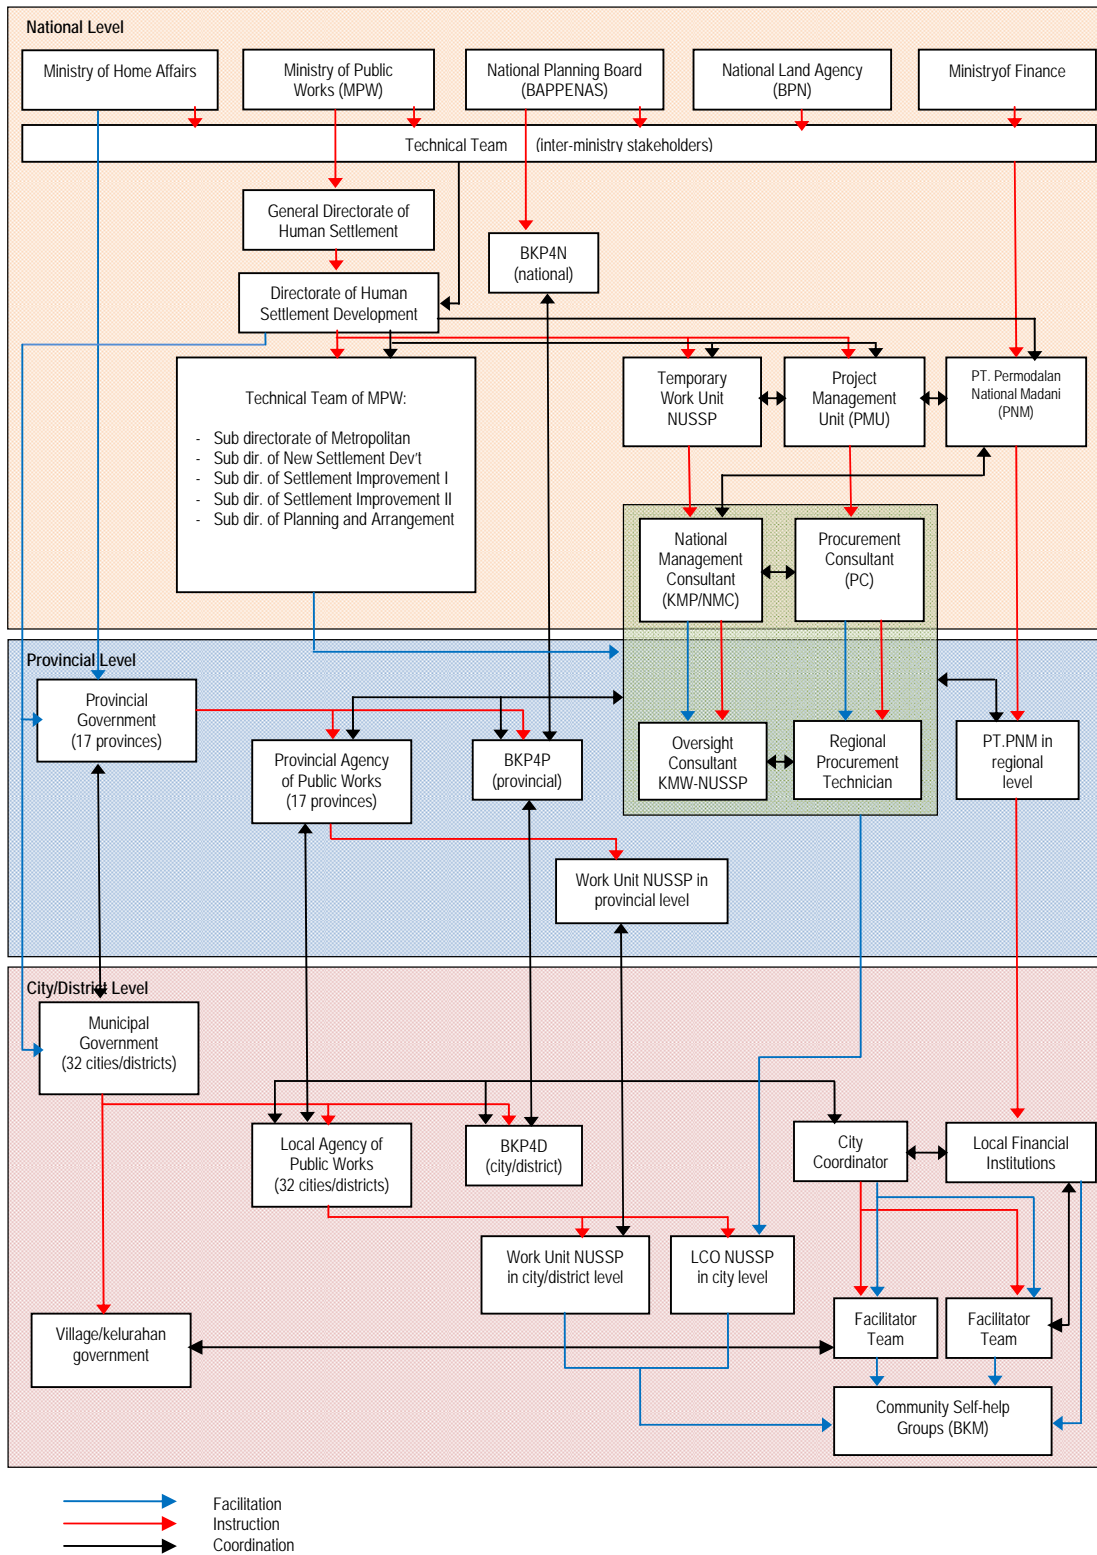 National Level
Ministry of Home Affairs
Ministry of Public
Works (MPW)
National Planning Board
(BAPPENAS)
National Land Agency
(BPN)
Ministryof Finance
Technical Team (inter-ministry stakeholders)
General Directorate of
Human Settlement
BKP4N
(national)
Directorate of Human
Settlement Development
Technical Team of MPW:
- Sub directorate of Metropolitan
- Sub dir. of New Settlement Dev't
- Sub dir. of Settlement Improvement I
- Sub dir. of Settlement Improvement II
- Sub dir. of Planning and Arrangement
Temporary
Work Unit
NUSSP
Project
Management
Unit (PMU)
PT. Permodalan
National Madani
(PNM)
National
Management
Consultant
(KMP/NMC)
Procurement
Consultant
(PC)
Provincial Level
Provincial
Government
(17 provinces)
Provincial Agency
of Public Works
(17 provinces)
BKP4P
(provincial)
Oversight
Consultant
KMW-NUSSP
Regional
Procurement
Technician
PT.PNM in
regional
level
Work Unit NUSSP in
provincial level
City/District Level
Municipal
Government
(32 cities/districts)
Local Agency of
Public Works
(32 cities/districts)
BKP4D
(city/district)
City
Coordinator
Local Financial
Institutions
Work Unit NUSSP
in city/district level
LCO NUSSP
in city level
Village/kelurahan
government
Facilitator
Team
Facilitator
Team
Community Self-help
Groups (BKM)
Facilitation
Instruction
Coordination